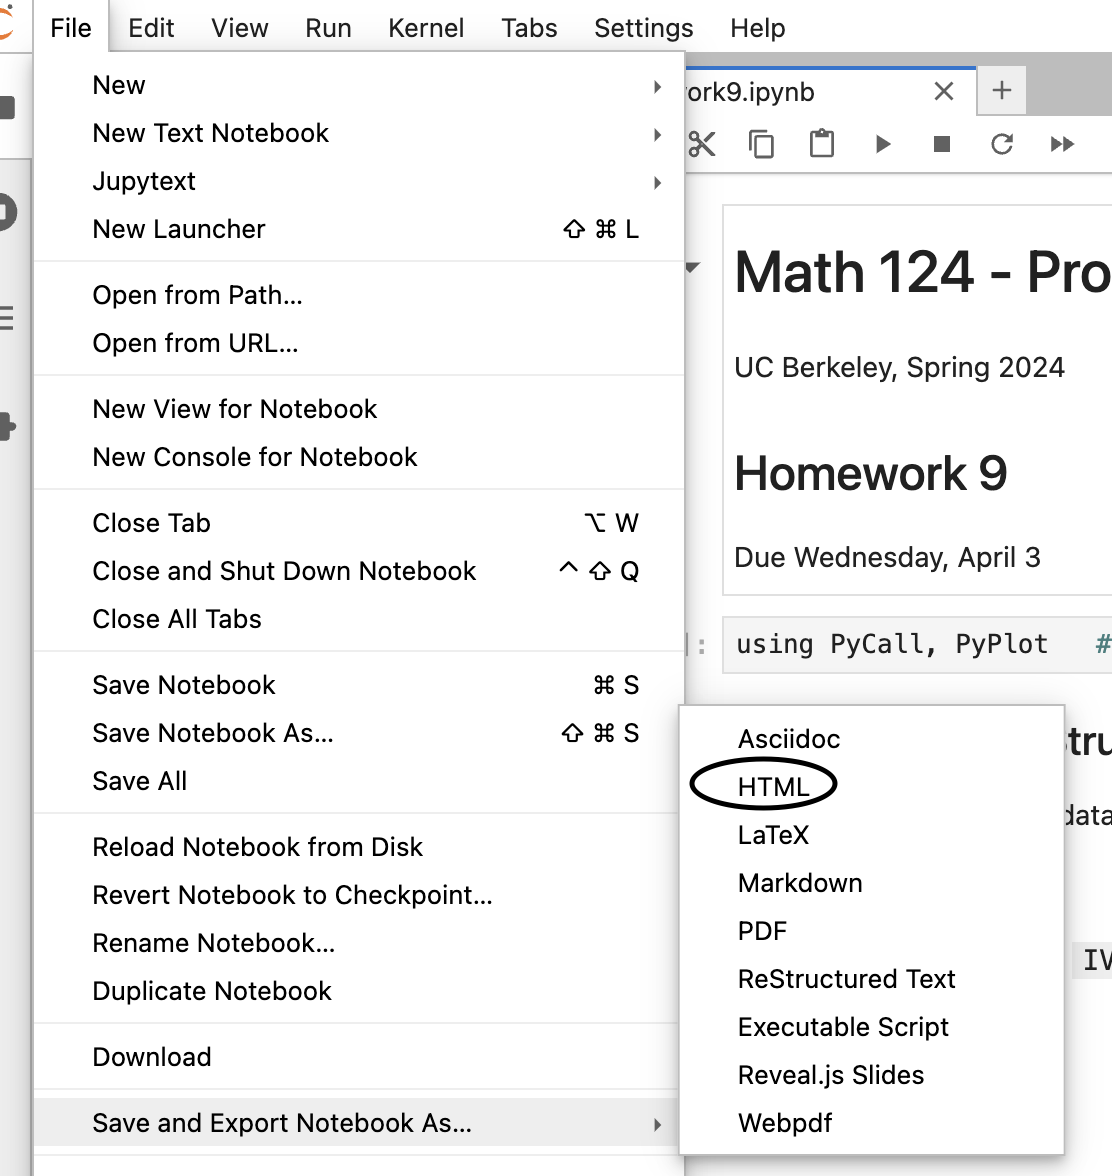 File Edit View Run Kernel Tabs Settings Help
New
New Text Notebook
Jupytext
New Launcher ⇧ ⌘ L
Open from Path...
Open from URL...
New View for Notebook
New Console for Notebook
Close Tab ⌥ W
Close and Shut Down Notebook ^ ⇧ Q
Close All Tabs
Save Notebook ⌘ S
Save Notebook As... ⇧ ⌘ S
Save All
Reload Notebook from Disk
Revert Notebook to Checkpoint...
Rename Notebook...
Duplicate Notebook
Download
Save and Export Notebook As...
Asciidoc
HTML
LaTeX
Markdown
PDF
ReStructured Text
Executable Script
Reveal.js Slides
Webpdf
ork9.ipynb
Math 124 - Pro
UC Berkeley, Spring 2024
Homework 9
Due Wednesday, April 3
]: using PyCall, PyPlot #
tru
data
IV